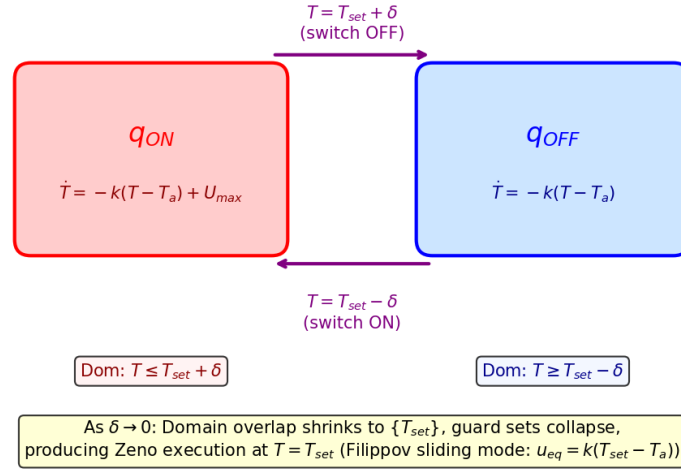 T = T_set + δ
(switch OFF)
q_ON
q_OFF
Ṫ = −k(T − T_a) + U_max
Ṫ = −k(T − T_a)
T = T_set − δ
(switch ON)
Dom: T ≤ T_set + δ
Dom: T ≥ T_set − δ
As δ → 0: Domain overlap shrinks to {T_set}, guard sets collapse,
producing Zeno execution at T = T_set (Filippov sliding mode: u_eq = k(T_set − T_a))